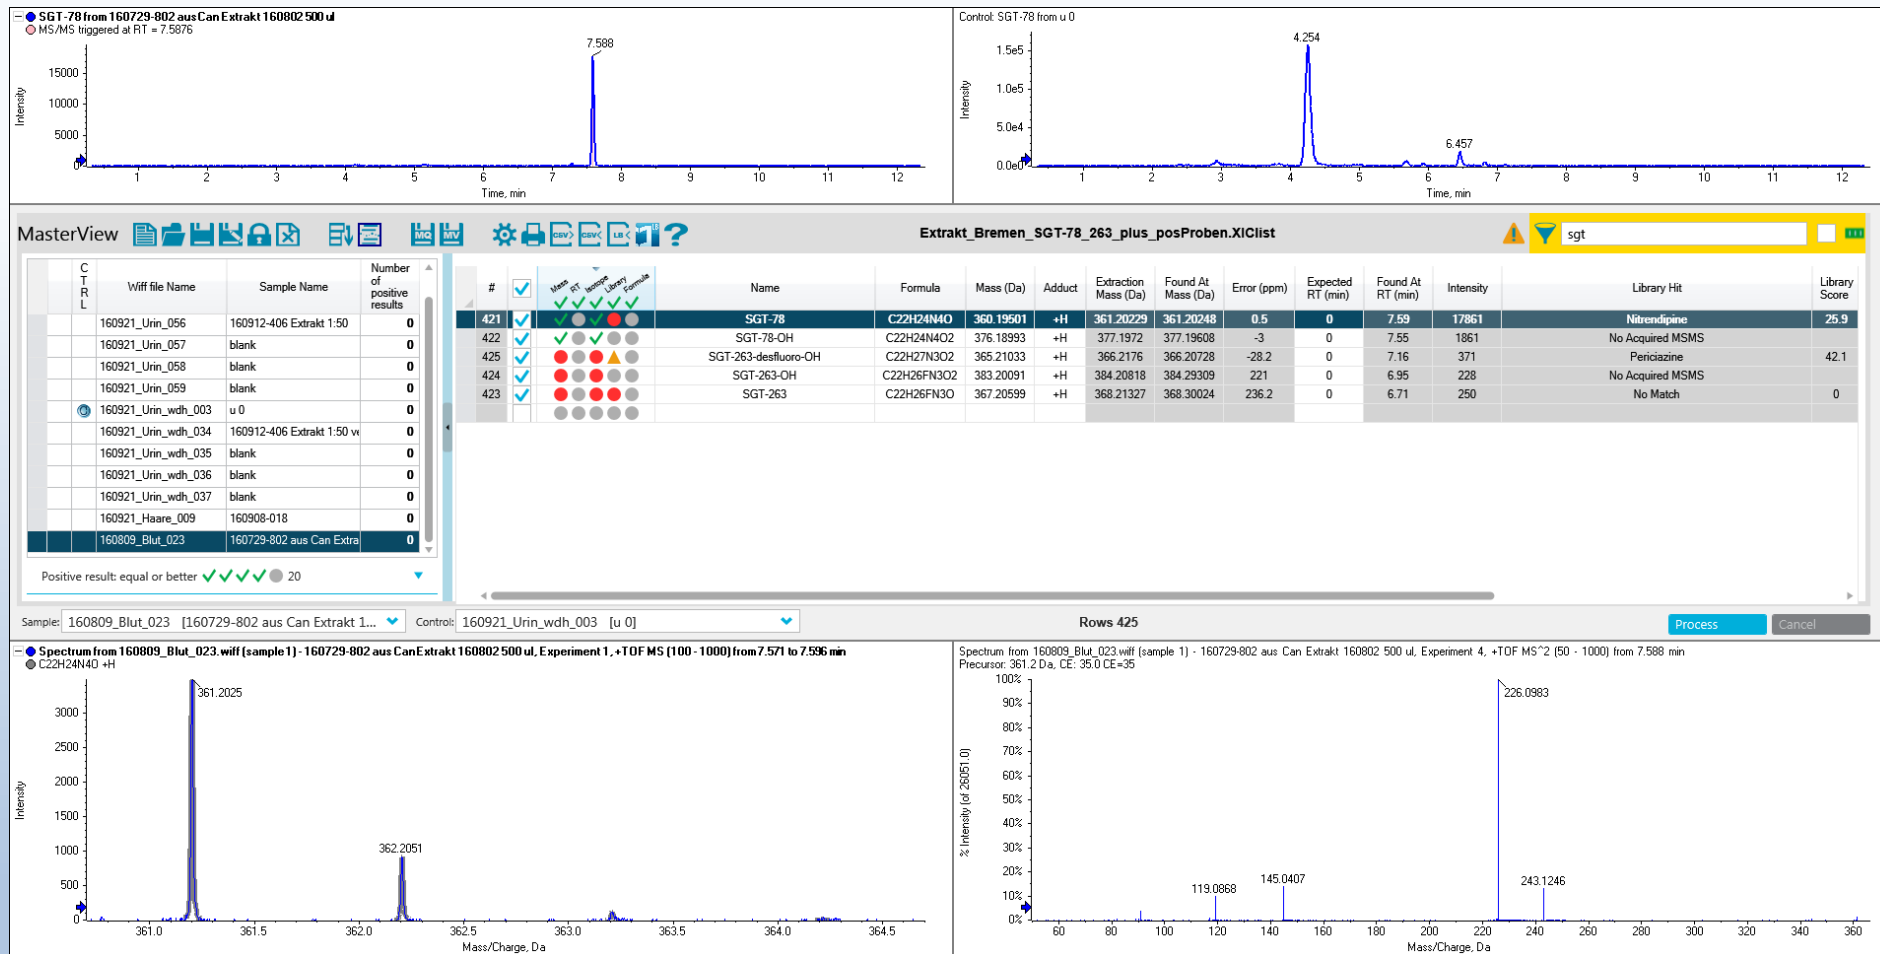 SGT-78 from 160729-802 aus Can Extrakt 160802 500 ul
MS/MS triggered at RT = 7.5876
7.588
15000
10000
5000
0
Intensity
1 2 3 4 5 6 7 8 9 10 11 12
Time, min
Control: SGT-78 from u 0
4.254
6.457
1.5e5
1.0e5
5.0e4
0.0e0
Intensity
1 2 3 4 5 6 7 8 9 10 11 12
Time, min
MasterView
MQ MV CSV CSV LB LB ?
Extrakt_Bremen_SGT-78_263_plus_posProben.XIClist
sgt
CTRL Wiff file Name Sample Name Number of positive results
160921_Urin_056 160912-406 Extrakt 1:50 0
160921_Urin_057 blank 0
160921_Urin_058 blank 0
160921_Urin_059 blank 0
160921_Urin_wdh_003 u 0 0
160921_Urin_wdh_034 160912-406 Extrakt 1:50 ve 0
160921_Urin_wdh_035 blank 0
160921_Urin_wdh_036 blank 0
160921_Urin_wdh_037 blank 0
160921_Haare_009 160908-018 0
160809_Blut_023 160729-802 aus Can Extra 0
Positive result: equal or better 20
# Mass RT Isotope Library Formula Name Formula Mass (Da) Adduct Extraction Mass (Da) Found At Mass (Da) Error (ppm) Expected RT (min) Found At RT (min) Intensity Library Hit Library Score
421 SGT-78 C22H24N4O 360.19501 +H 361.20229 361.20248 0.5 0 7.59 17861 Nitrendipine 25.9
422 SGT-78-OH C22H24N4O2 376.18993 +H 377.1972 377.19608 -3 0 7.55 1861 No Acquired MSMS
425 SGT-263-desfluoro-OH C22H27N3O2 365.21033 +H 366.2176 366.20728 -28.2 0 7.16 371 Periciazine 42.1
424 SGT-263-OH C22H26FN3O2 383.20091 +H 384.20818 384.29309 221 0 6.95 228 No Acquired MSMS
423 SGT-263 C22H26FN3O 367.20599 +H 368.21327 368.30024 236.2 0 6.71 250 No Match 0
Sample: 160809_Blut_023 [160729-802 aus Can Extrakt 1... Control: 160921_Urin_wdh_003 [u 0] Rows 425 Process Cancel
Spectrum from 160809_Blut_023.wiff (sample 1) - 160729-802 aus Can Extrakt 160802 500 ul, Experiment 1, +TOF MS (100 - 1000) from 7.571 to 7.596 min
C22H24N4O +H
361.2025
362.2051
3000
2500
2000
1500
1000
500
0
Intensity
361.0 361.5 362.0 362.5 363.0 363.5 364.0 364.5
Mass/Charge, Da
Spectrum from 160809_Blut_023.wiff (sample 1) - 160729-802 aus Can Extrakt 160802 500 ul, Experiment 4, +TOF MS^2 (50 - 1000) from 7.588 min
Precursor: 361.2 Da, CE: 35.0 CE=35
226.0983
243.1246
145.0407
119.0868
100%
90%
80%
70%
60%
50%
40%
30%
20%
10%
0%
% Intensity (of 26051.0)
60 80 100 120 140 160 180 200 220 240 260 280 300 320 340 360
Mass/Charge, Da